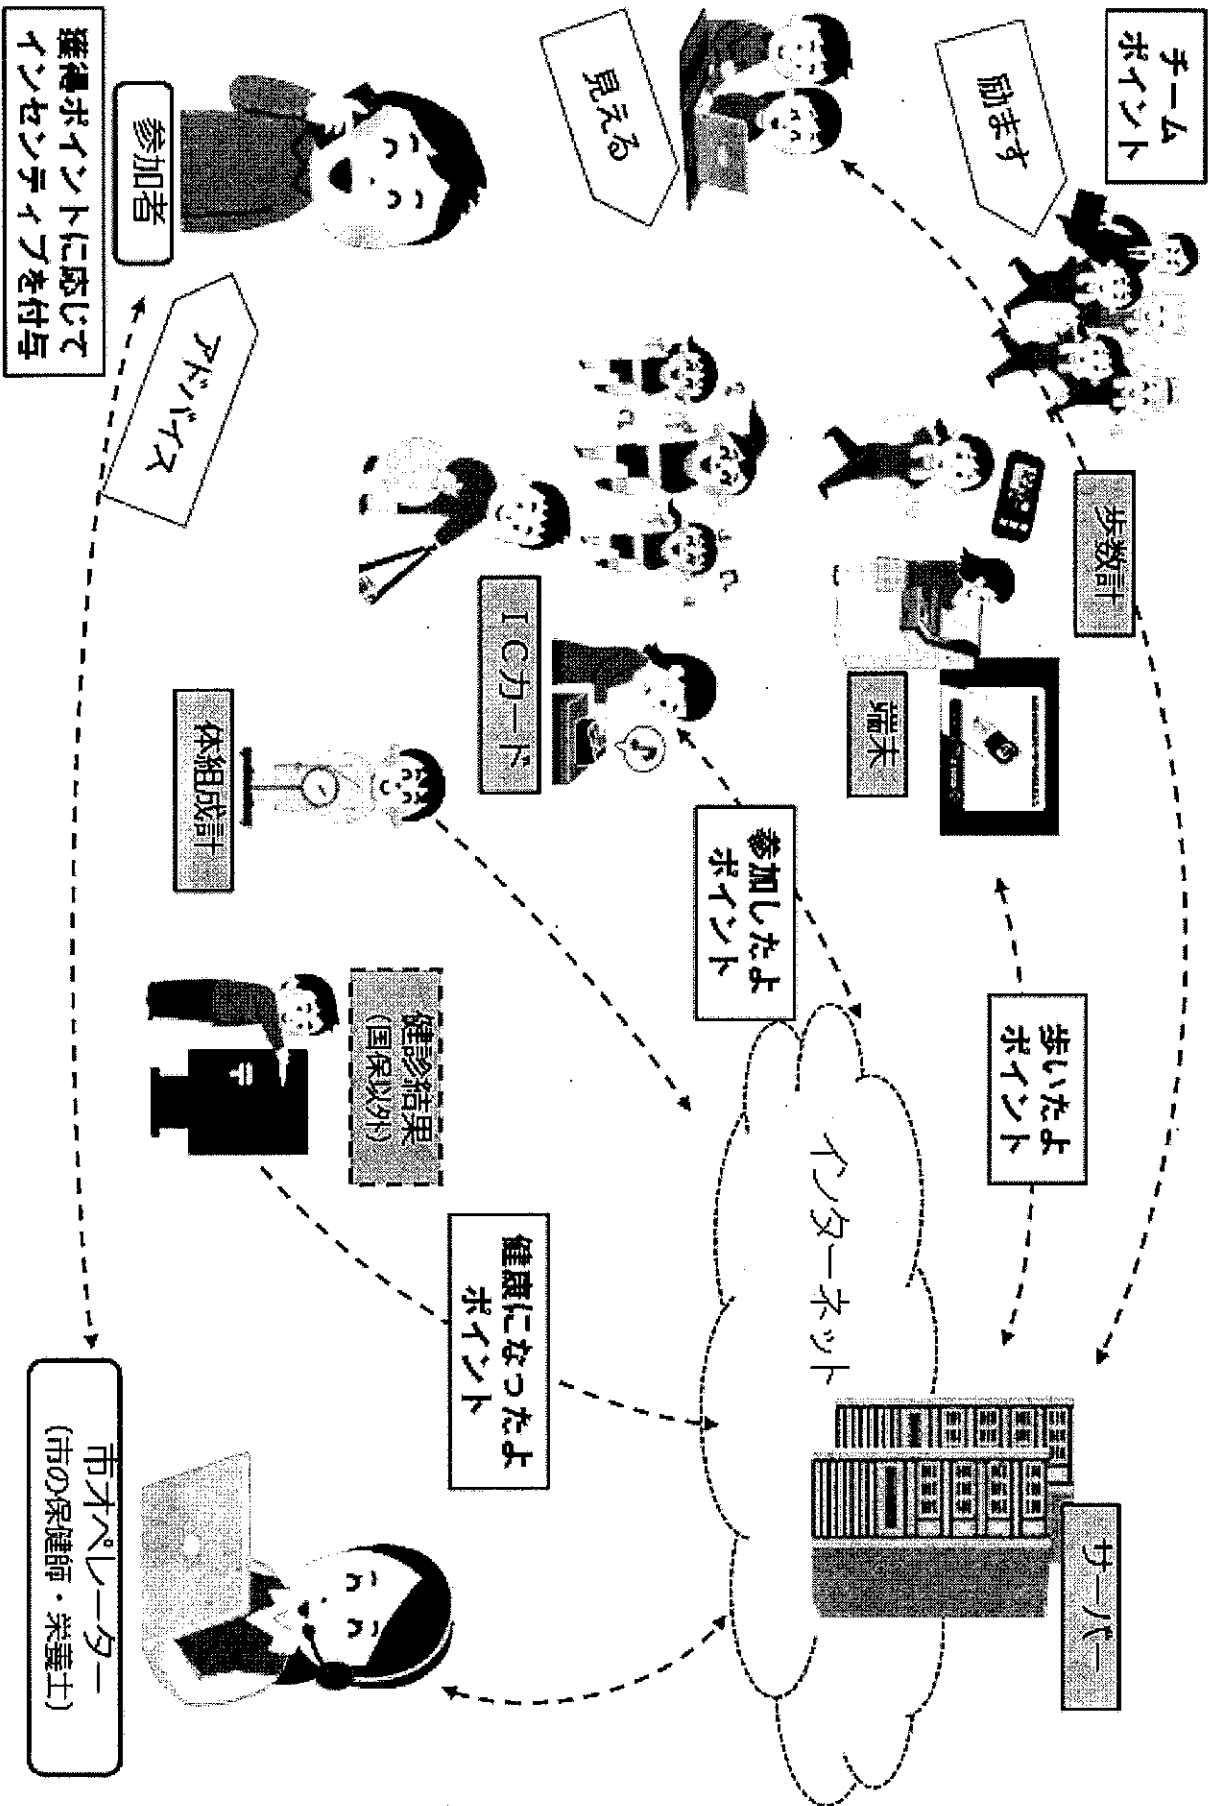 チーム
ポイント
励ます
見える
参加者
獲得ポイントに応じて
インセンティブを付与
アドバイス
歩数計
端末
ICカード
体組成計
歩いたよ
ポイント
参加したよ
ポイント
健診結果
(国保以外)
健康になったよ
ポイント
インターネット
サーバー
市オペレーター
(市の保健師・栄養士)